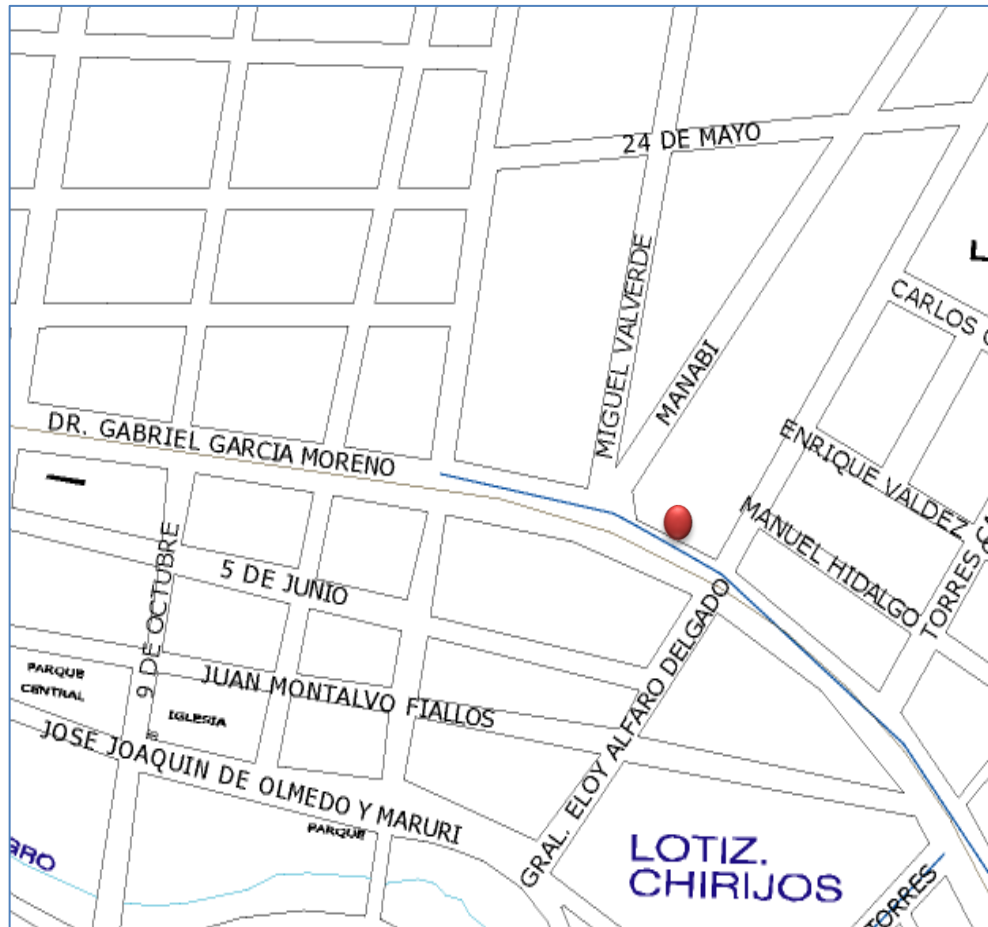 24 DE MAYO
MIGUEL VALVERDE
MANABI
CARLOS
DR. GABRIEL GARCIA MORENO
ENRIQUE VALDEZ
MANUEL HIDALGO
TORRES
9 DE OCTUBRE
5 DE JUNIO
GRAL. ELOY ALFARO DELGADO
PARQUE
CENTRAL
JUAN MONTALVO FIALLOS
IGLESIA
JOSE JOAQUIN DE OLMEDO Y MARURI
PARQUE
LOTIZ.
CHIRIJOS
TORRES